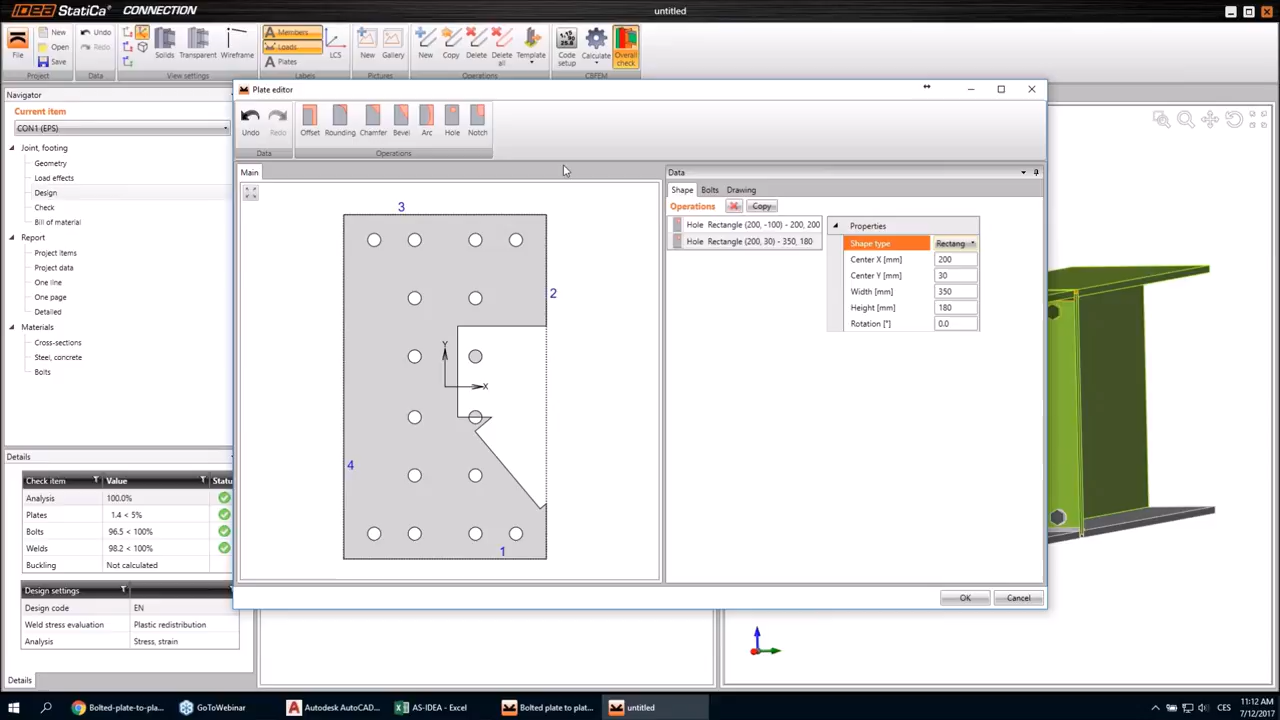 IDEA StatiCa CONNECTION
untitled
File
New
Open
Save
Project
Undo
Redo
Data
Solids
Transparent
Wireframe
View settings
Members
Loads
Plates
LCS
Labels
New
Gallery
Pictures
New
Copy
Delete
Delete all
Template
Operations
Code setup
Calculate
Overall check
CBFEM
Navigator
Current item
CON1 (EPS)
Joint, footing
Geometry
Load effects
Design
Check
Bill of material
Report
Project items
Project data
One line
One page
Detailed
Materials
Cross-sections
Steel, concrete
Bolts
Details
Check item Value Statu
Analysis 100.0%
Plates 1.4 < 5%
Bolts 96.5 < 100%
Welds 98.2 < 100%
Buckling Not calculated
Design settings
Design code EN
Weld stress evaluation Plastic redistribution
Analysis Stress, strain
Details
Plate editor
Undo
Redo
Data
Offset
Rounding
Chamfer
Bevel
Arc
Hole
Notch
Operations
Main
3
2
Y
X
4
1
Data
Shape Bolts Drawing
Operations Copy
Hole Rectangle (200, -100) - 200, 200
Hole Rectangle (200, 30) - 350, 180
Properties
Shape type Rectang
Center X [mm] 200
Center Y [mm] 30
Width [mm] 350
Height [mm] 180
Rotation [°] 0.0
OK Cancel
Bolted-plate-to-pla...
GoToWebinar
Autodesk AutoCAD...
AS-IDEA - Excel
Bolted plate to plat...
untitled
CES
11:12 AM
7/12/2017